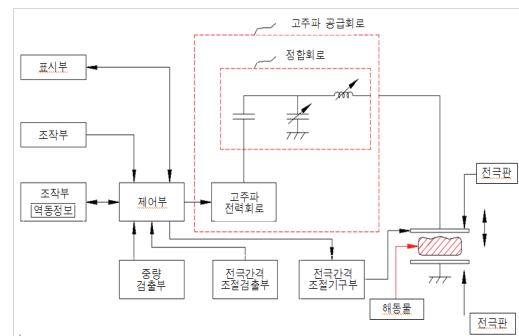 고주파 공급회로
정합회로
표시부
조작부
전극판
조작부
역동정보
제어부
고주파
전력회로
중량
검출부
전극간격
조절검출부
전극간격
조절기구부
해동물
전극판